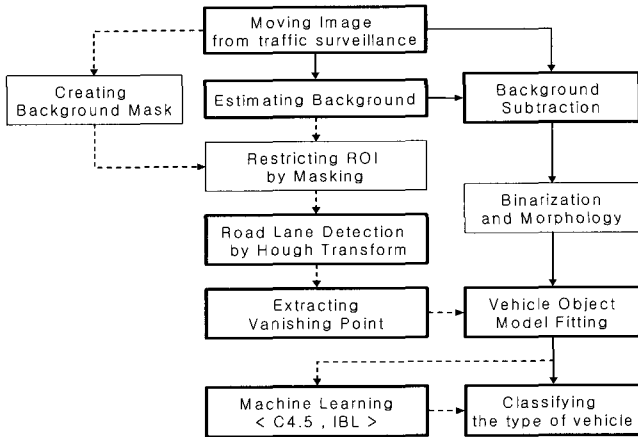 Moving Image
from traffic surveillance
Creating
Background Mask
Estimating Background
Background
Subtraction
Restricting ROI
by Masking
Binarization
and Morphology
Road Lane Detection
by Hough Transform
Extracting
Vanishing Point
Vehicle Object
Model Fitting
Machine Learning
< C4.5 , IBL >
Classifying
the type of vehicle